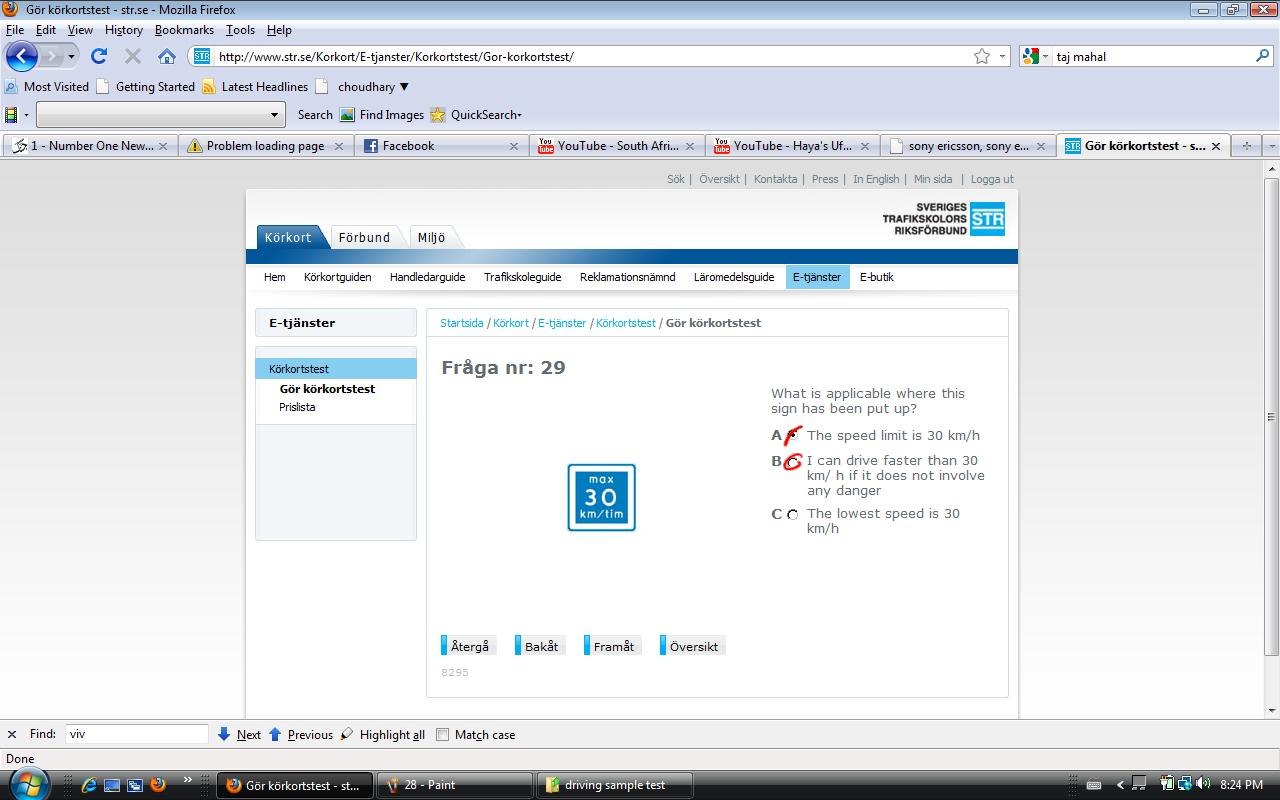 Gör körkortstest - str.se - Mozilla Firefox
File Edit View History Bookmarks Tools Help
STR http://www.str.se/Korkort/E-tjanster/Korkortstest/Gor-korkortstest/ taj mahal
Most Visited Getting Started Latest Headlines choudhary
Search Find Images QuickSearch
1 - Number One New... Problem loading page Facebook YouTube - South Afri... YouTube - Haya's Uf... sony ericsson, sony e... Gör körkortstest - s...
Sök | Översikt | Kontakta | Press | In English | Min sida | Logga ut
SVERIGES
TRAFIKSKOLORS STR
RIKSFÖRBUND
Körkort Förbund Miljö
Hem Körkortguiden Handledarguide Trafikskoleguide Reklamationsnämnd Läromedelsguide E-tjänster E-butik
E-tjänster
Körkortstest
Gör körkortstest
Prislista
Startsida / Körkort / E-tjänster / Körkortstest / Gör körkortstest
Fråga nr: 29
max
30
km/tim
What is applicable where this
sign has been put up?
A The speed limit is 30 km/h
B I can drive faster than 30
km/ h if it does not involve
any danger
C The lowest speed is 30
km/h
Återgå Bakåt Framåt Översikt
8295
Find: viv Next Previous Highlight all Match case
Done
Gör körkortstest - st... 28 - Paint driving sample test 8:24 PM